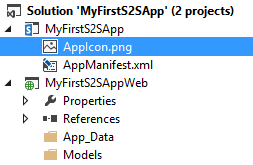 Solution 'MyFirstS2SApp' (2 projects)
MyFirstS2SApp
AppIcon.png
AppManifest.xml
MyFirstS2SAppWeb
Properties
References
App_Data
Models